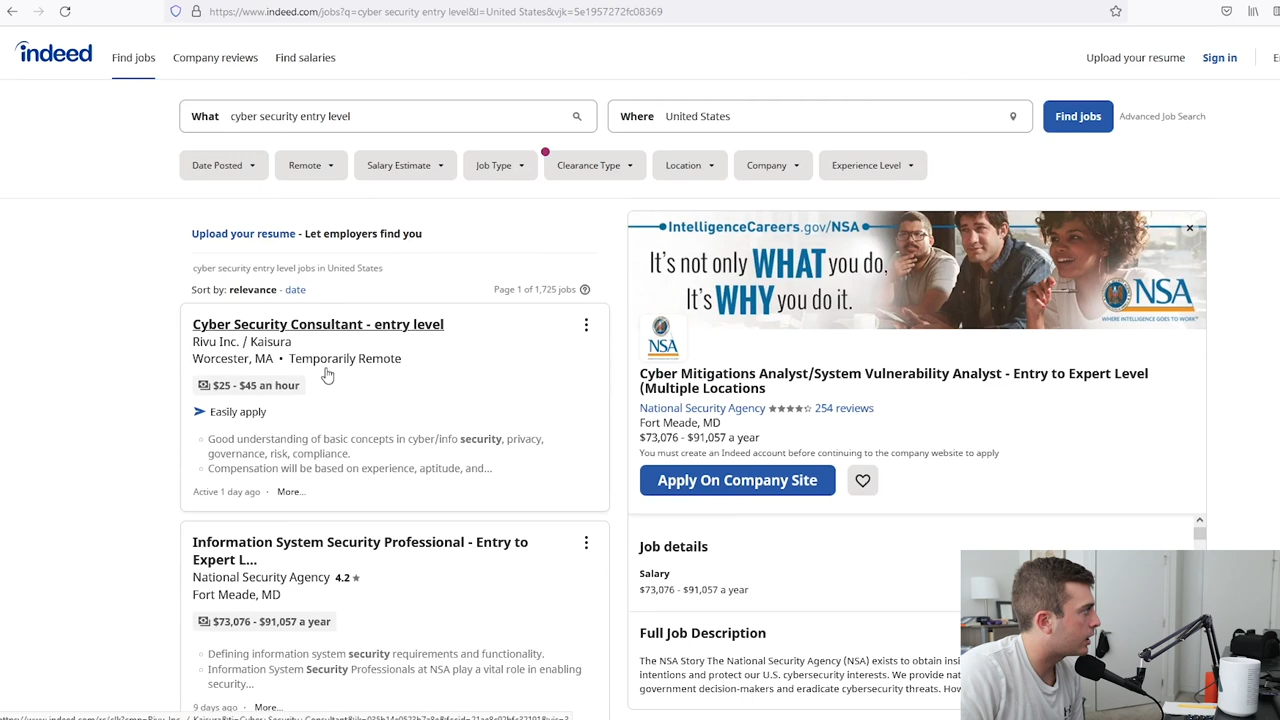 https://www.indeed.com/jobs?q=cyber security entry level&l=United States&vjk=5e1957272fc08369
indeed
Find jobs
Company reviews
Find salaries
Upload your resume
Sign in
What cyber security entry level
Where United States
Find jobs
Advanced Job Search
Date Posted
Remote
Salary Estimate
Job Type
Clearance Type
Location
Company
Experience Level
Upload your resume - Let employers find you
cyber security entry level jobs in United States
Sort by: relevance - date
Page 1 of 1,725 jobs
Cyber Security Consultant - entry level
Rivu Inc. / Kaisura
Worcester, MA • Temporarily Remote
$25 - $45 an hour
Easily apply
Good understanding of basic concepts in cyber/info security, privacy,
governance, risk, compliance.
Compensation will be based on experience, aptitude, and...
Active 1 day ago · More...
Information System Security Professional - Entry to
Expert L...
National Security Agency 4.2
Fort Meade, MD
$73,076 - $91,057 a year
Defining information system security requirements and functionality.
Information System Security Professionals at NSA play a vital role in enabling
security...
9 days ago · More...
IntelligenceCareers.gov/NSA
It's not only WHAT you do.
It's WHY you do it.
NSA
WHERE INTELLIGENCE GOES TO WORK
NSA
Cyber Mitigations Analyst/System Vulnerability Analyst - Entry to Expert Level
(Multiple Locations
National Security Agency 254 reviews
Fort Meade, MD
$73,076 - $91,057 a year
You must create an Indeed account before continuing to the company website to apply
Apply On Company Site
Job details
Salary
$73,076 - $91,057 a year
Full Job Description
The NSA Story The National Security Agency (NSA) exists to obtain
intentions and protect our U.S. cybersecurity interests. We provide
government decision-makers and eradicate cybersecurity threats.